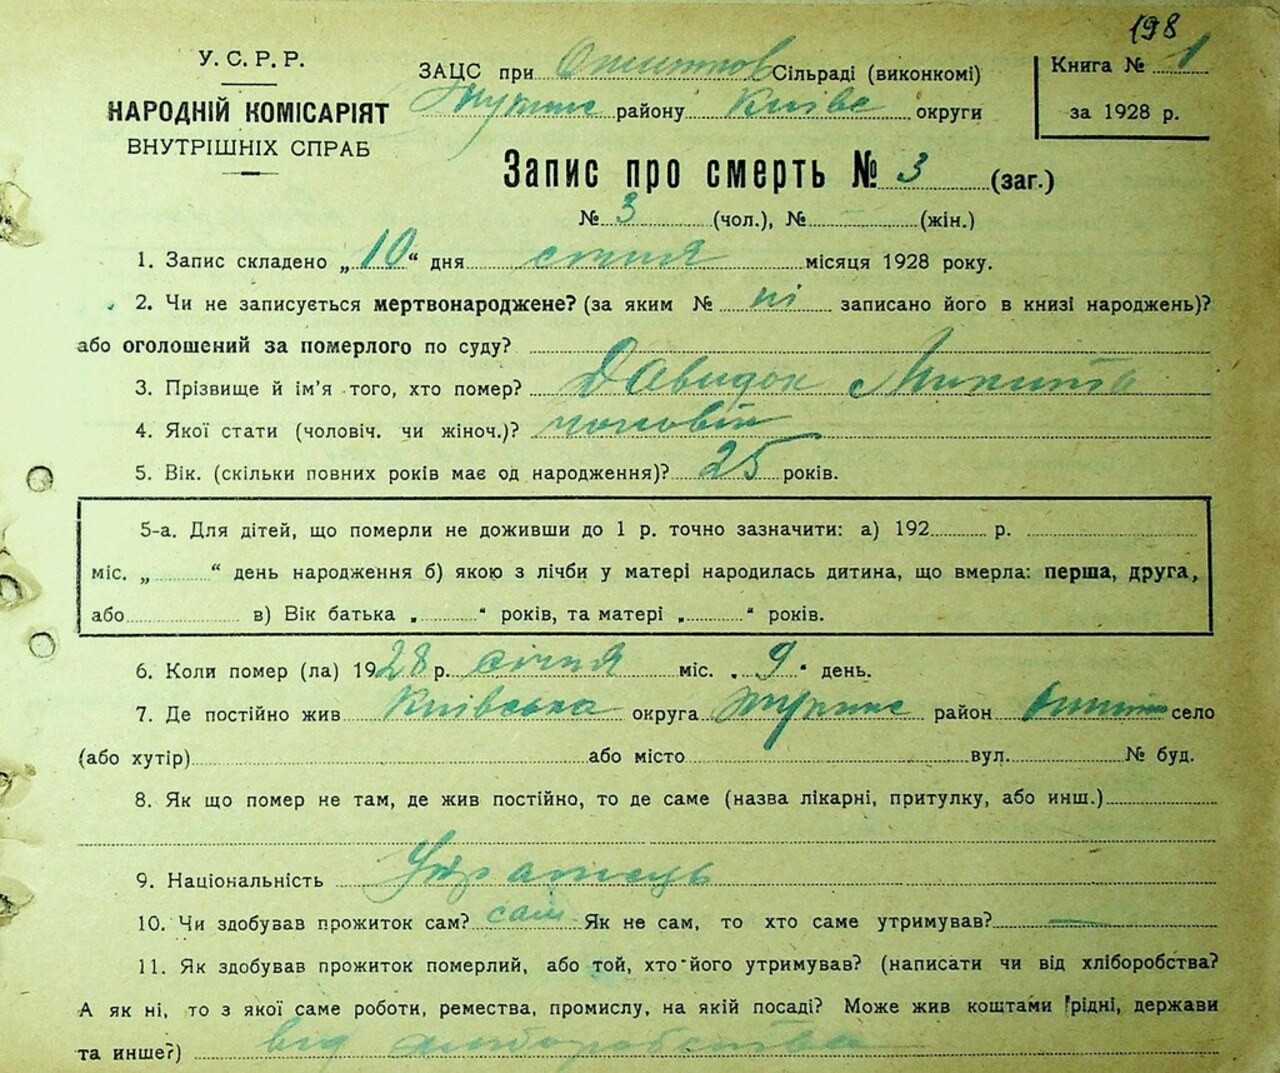 198
У. С. Р. Р.
НАРОДНІЙ КОМІСАРІЯТ
ВНУТРІШНІХ СПРАБ
ЗАЦС при Сільраді (виконкомі)
району Київс округи
Книга № 1
за 1928 р.
Запис про смерть № 3 (заг.)
№ 3 (чол.), № — (жін.)
1. Запис складено „10“ дня січня місяця 1928 року.
2. Чи не записується мертвонароджене? (за яким № ні записано його в книзі народжень)?
або оголошений за померлого по суду?
3. Прізвище й ім'я того, хто помер? Давидок Микита
4. Якої стати (чоловіч. чи жіноч.)? чоловік
5. Вік. (скільки повних років має од народження)? 25 років.
5-а. Для дітей, що померли не доживши до 1 р. точно зазначити: а) 192 р.
міс. „ “ день народження б) якою з лічби у матері народилась дитина, що вмерла: перша, друга,
або в) Вік батька „ “ років, та матері „ “ років.
6. Коли помер (ла) 1928 р. січня міс. „9“ день.
7. Де постійно жив Київська округа район село
(або хутір) або місто вул. № буд.
8. Як що помер не там, де жив постійно, то де саме (назва лікарні, притулку, або инш.)
9. Національність Українець
10. Чи здобував прожиток сам? сам Як не сам, то хто саме утримував? —
11. Як здобував прожиток померлий, або той, хто його утримував? (написати чи від хліборобства?
А як ні, то з якої саме роботи, ремества, промислу, на якій посаді? Може жив коштами рідні, держави
та инше?) від хліборобства